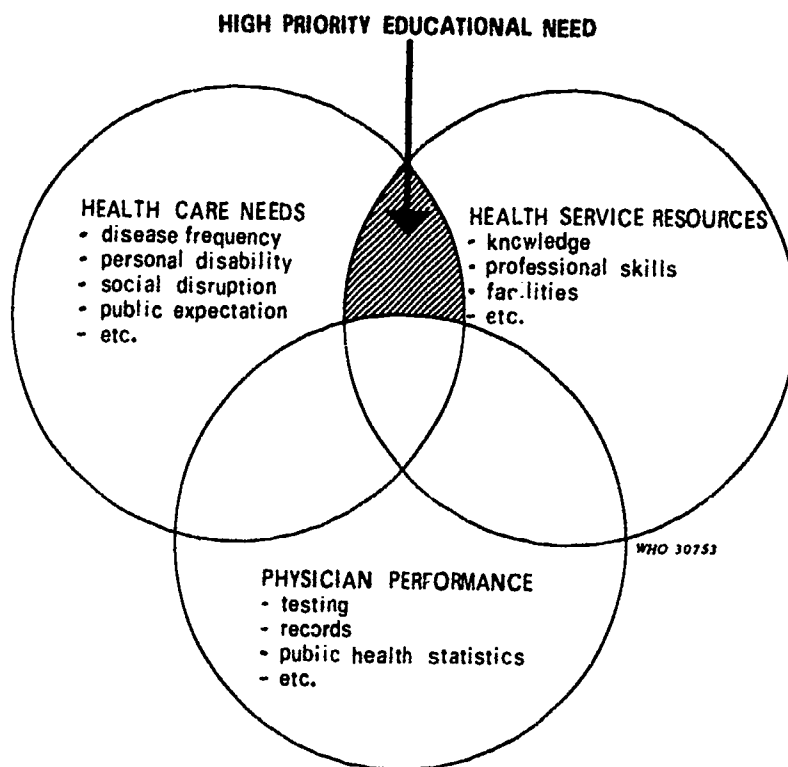 HIGH PRIORITY EDUCATIONAL NEED
HEALTH CARE NEEDS
- disease frequency
- personal disability
- social disruption
- public expectation
- etc.
HEALTH SERVICE RESOURCES
- knowledge
- professional skills
- facilities
- etc.
WHO 30753
PHYSICIAN PERFORMANCE
- testing
- records
- public health statistics
- etc.